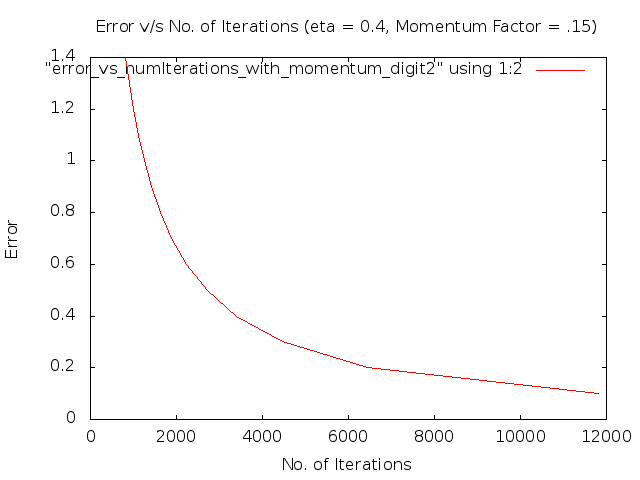 Error v/s No. of Iterations (eta = 0.4, Momentum Factor = .15)
1.4
"error_vs_numIterations_with_momentum_digit2" using 1:2
1.2
1
0.8
Error
0.6
0.4
0.2
0
0 2000 4000 6000 8000 10000 12000
No. of Iterations